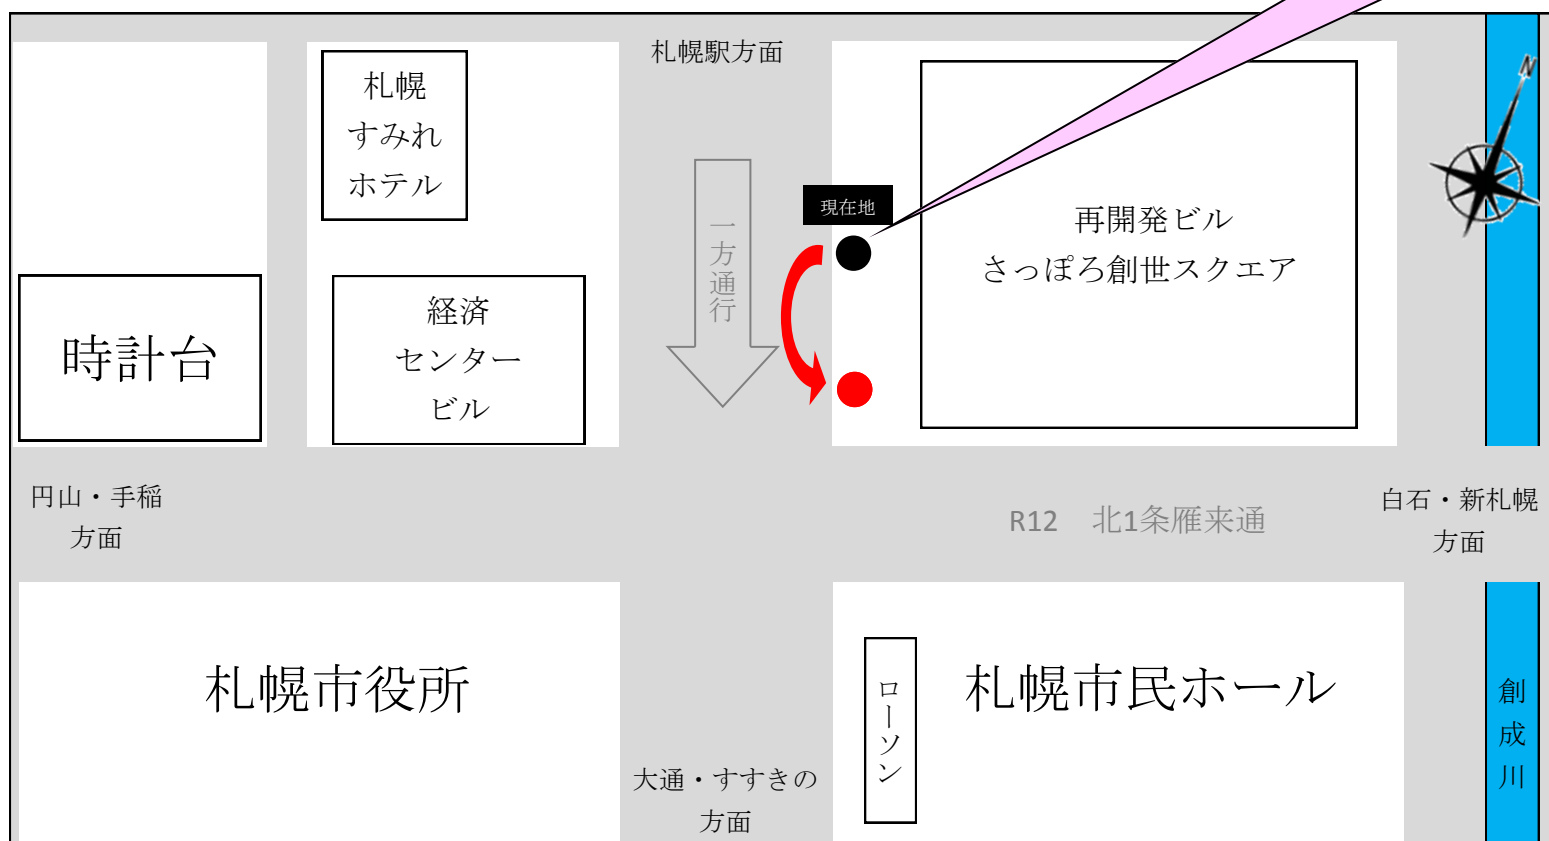 札幌駅方面
札幌
すみれ
ホテル
N
現在地
一方通行
再開発ビル
さっぽろ創世スクエア
時計台
経済
センター
ビル
円山・手稲
方面
R12 北1条雁来通
白石・新札幌
方面
札幌市役所
ローソン
札幌市民ホール
創成川
大通・すすきの
方面